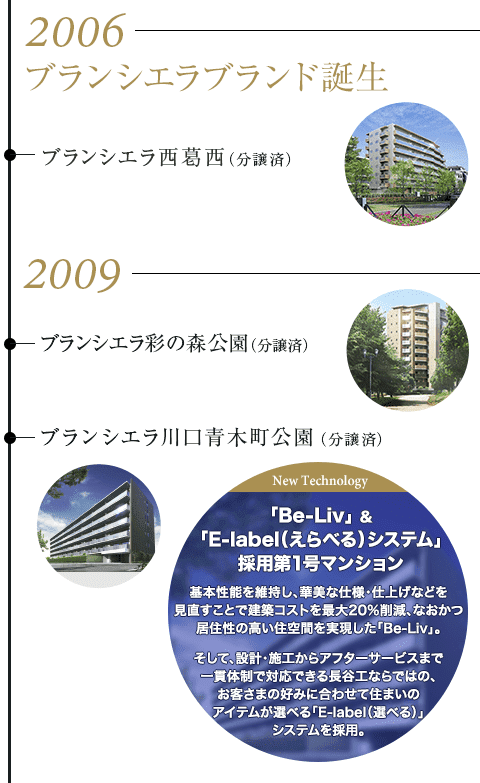 2006
ブランシエラブランド誕生
ブランシエラ西葛西（分譲済）
2009
ブランシエラ彩の森公園（分譲済）
ブランシエラ川口青木町公園（分譲済）
New Technology
「Be-Liv」&
「E-label（えらべる）システム」
採用第1号マンション
基本性能を維持し、華美な仕様・仕上げなどを
見直すことで建築コストを最大20％削減、なおかつ
居住性の高い住空間を実現した「Be-Liv」。
そして、設計・施工からアフターサービスまで
一貫体制で対応できる長谷工ならではの、
お客さまの好みに合わせて住まいの
アイテムが選べる「E-label（選べる）」
システムを採用。